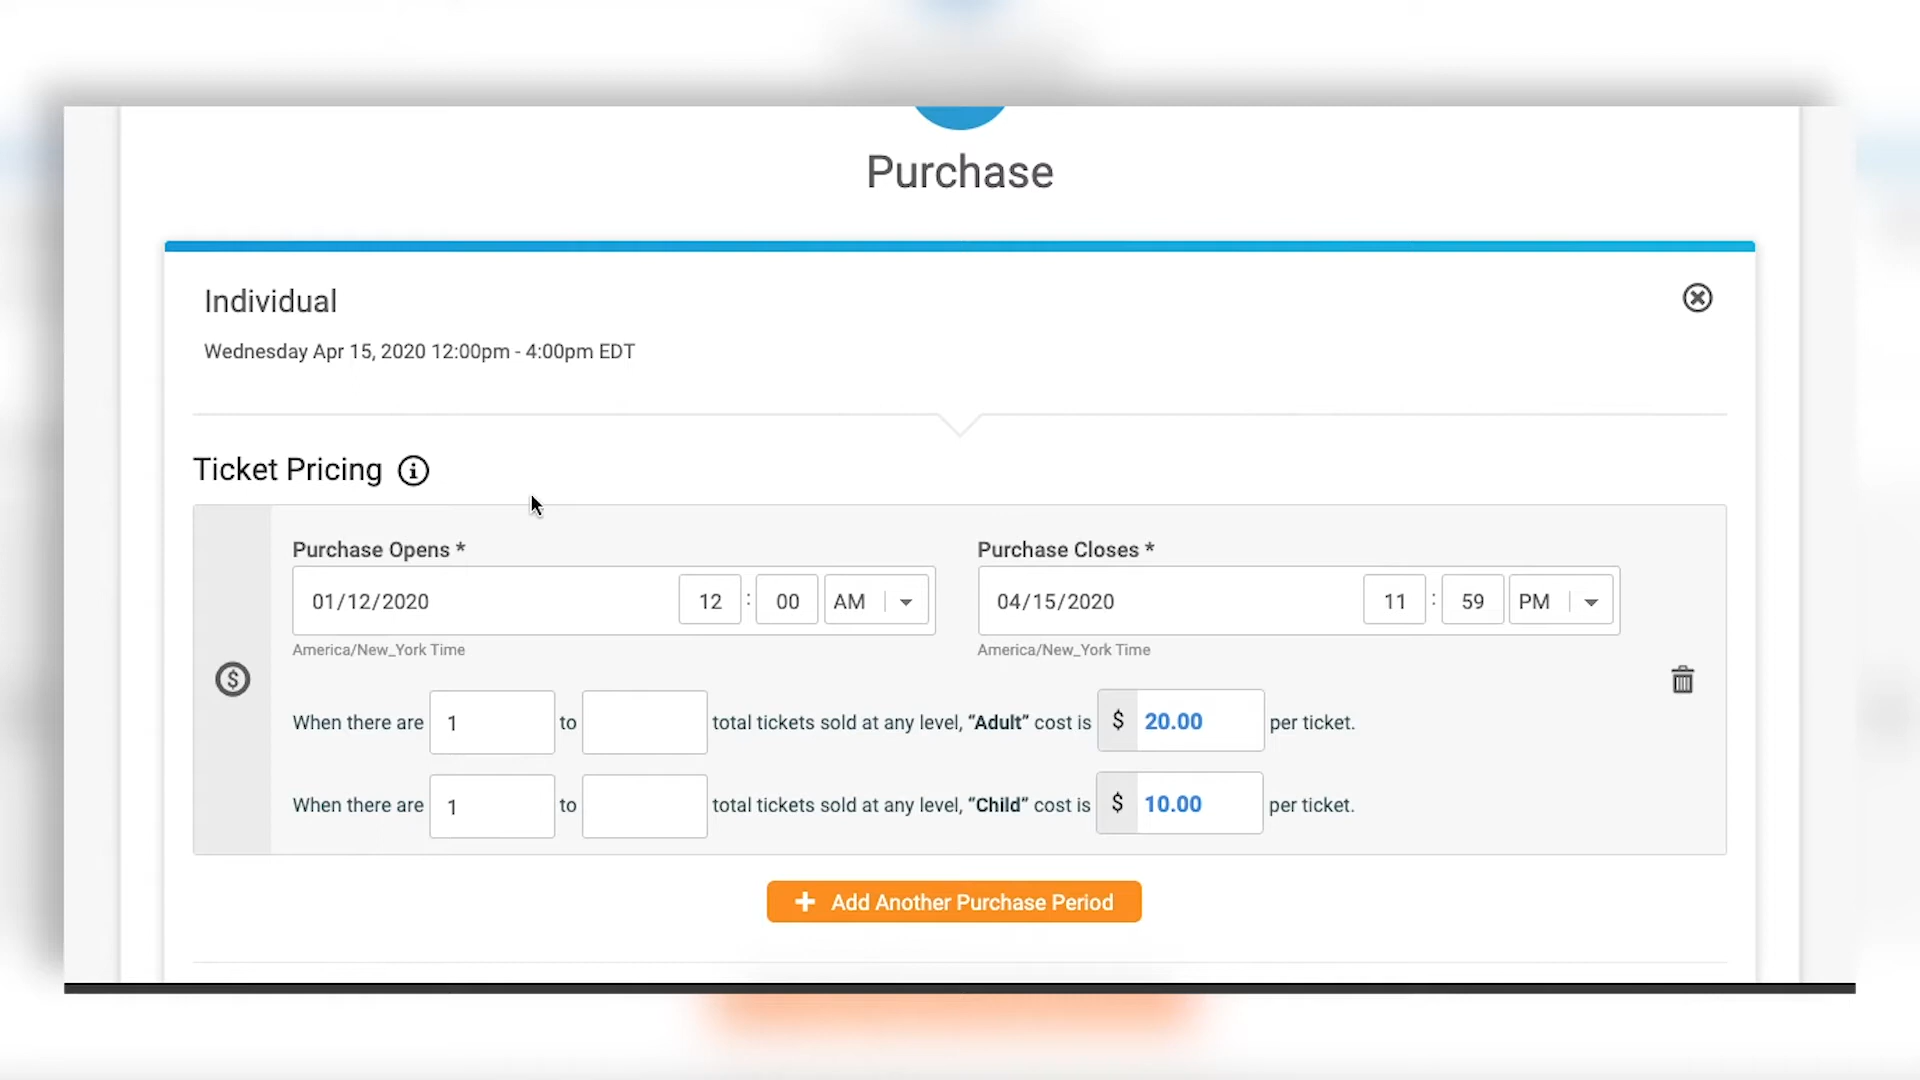 Purchase
Individual
Wednesday Apr 15, 2020 12:00pm - 4:00pm EDT
Ticket Pricing
Purchase Opens *
01/12/2020 12 : 00 AM
America/New_York Time
Purchase Closes *
04/15/2020 11 : 59 PM
America/New_York Time
When there are 1 to total tickets sold at any level, “Adult” cost is $ 20.00 per ticket.
When there are 1 to total tickets sold at any level, “Child” cost is $ 10.00 per ticket.
+ Add Another Purchase Period